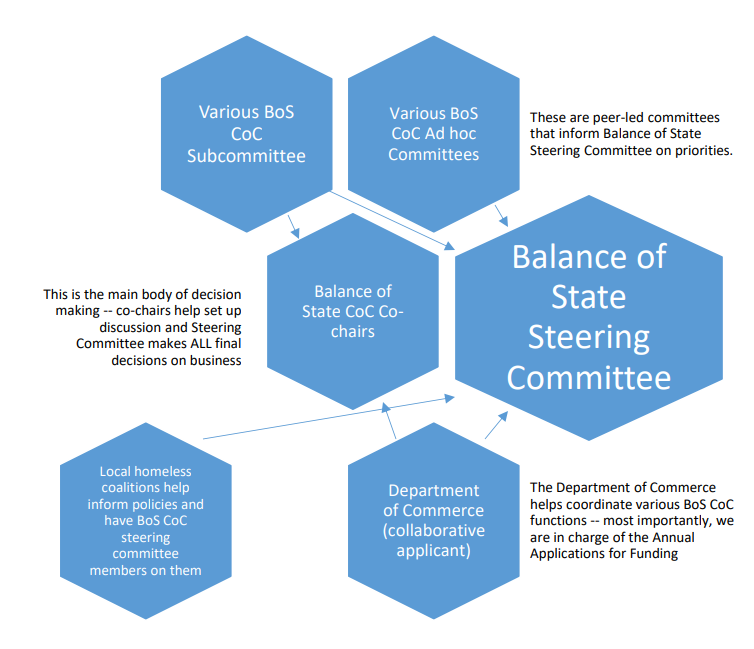 Various BoS
CoC
Subcommittee
Various BoS
CoC Ad hoc
Committees
These are peer-led committees
that inform Balance of State
Steering Committee on priorities.
Balance of
State
Steering
Committee
This is the main body of decision
making -- co-chairs help set up
discussion and Steering
Committee makes ALL final
decisions on business
Balance of
State CoC Co-
chairs
Local homeless
coalitions help
inform policies and
have BoS CoC
steering
committee
members on them
Department
of Commerce
(collaborative
applicant)
The Department of Commerce
helps coordinate various BoS CoC
functions -- most importantly, we
are in charge of the Annual
Applications for Funding